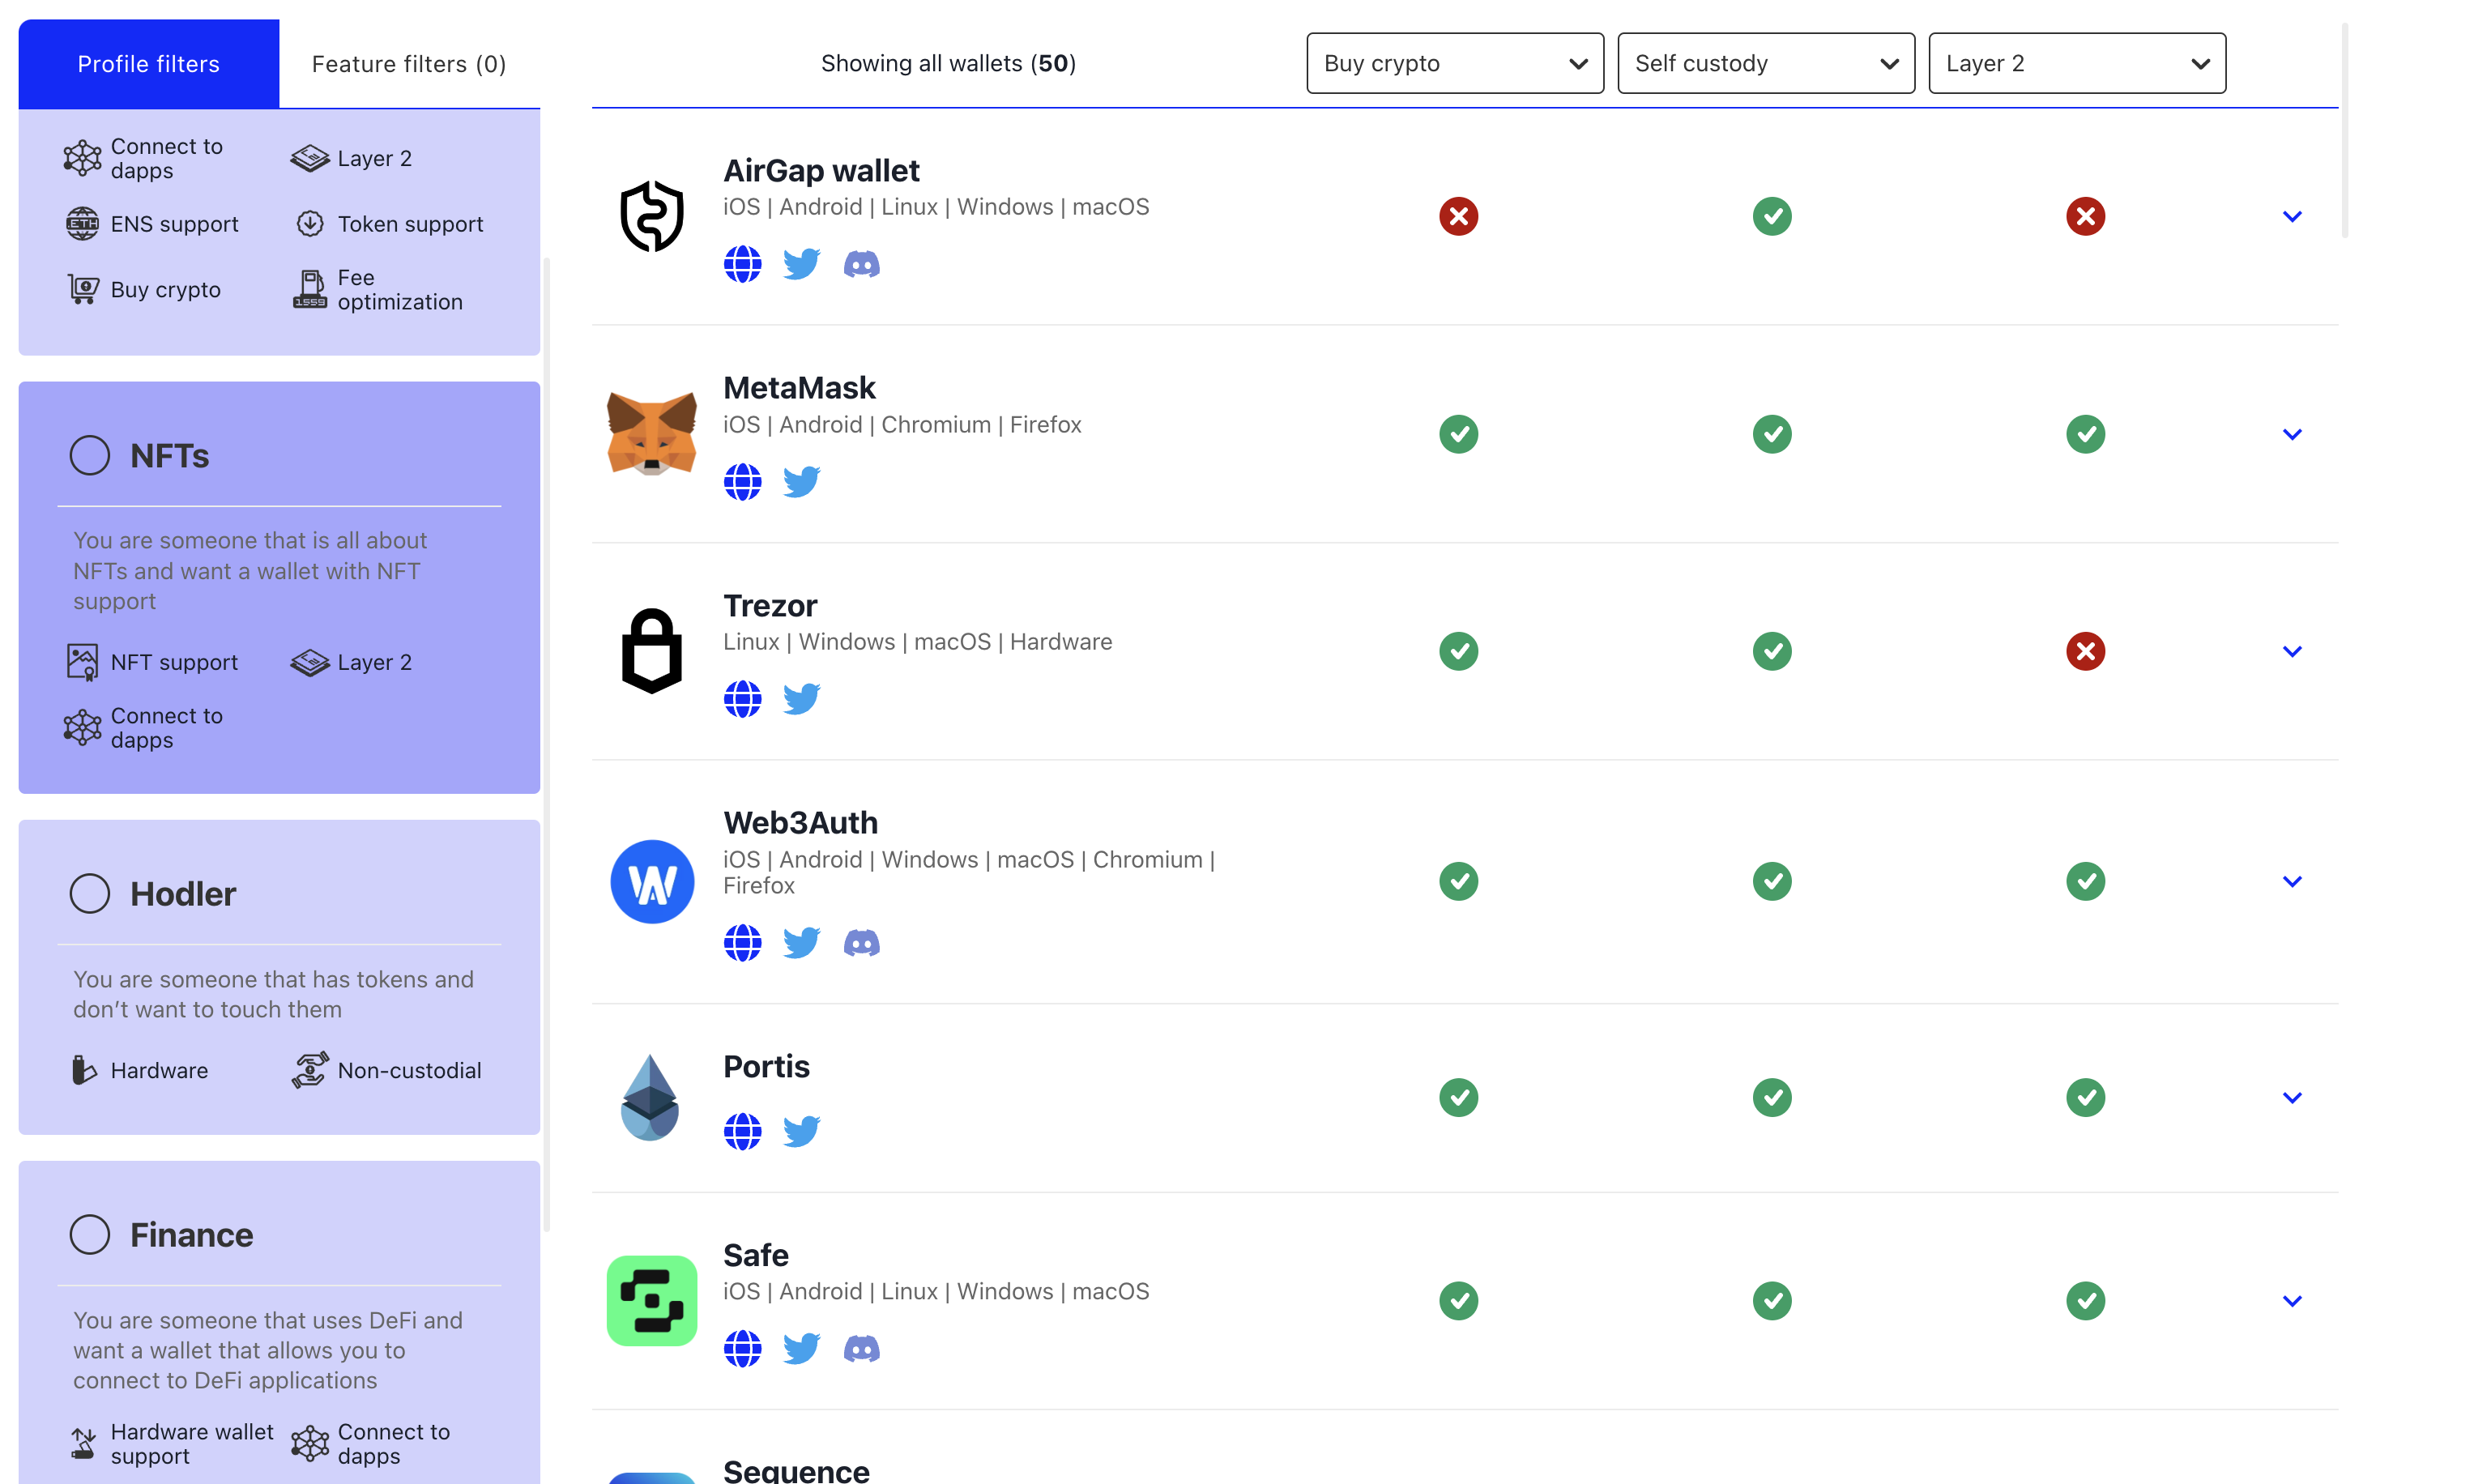 Profile filters
Feature filters (0)
Connect to
dapps
Layer 2
ENS support
Token support
Buy crypto
Fee
optimization
NFTs
You are someone that is all about
NFTs and want a wallet with NFT
support
NFT support
Layer 2
Connect to
dapps
Hodler
You are someone that has tokens and
don’t want to touch them
Hardware
Non-custodial
Finance
You are someone that uses DeFi and
want a wallet that allows you to
connect to DeFi applications
Hardware wallet
support
Connect to
dapps
Showing all wallets (50)
Buy crypto
Self custody
Layer 2
AirGap wallet
iOS | Android | Linux | Windows | macOS
MetaMask
iOS | Android | Chromium | Firefox
Trezor
Linux | Windows | macOS | Hardware
Web3Auth
iOS | Android | Windows | macOS | Chromium |
Firefox
Portis
Safe
iOS | Android | Linux | Windows | macOS
Sequence